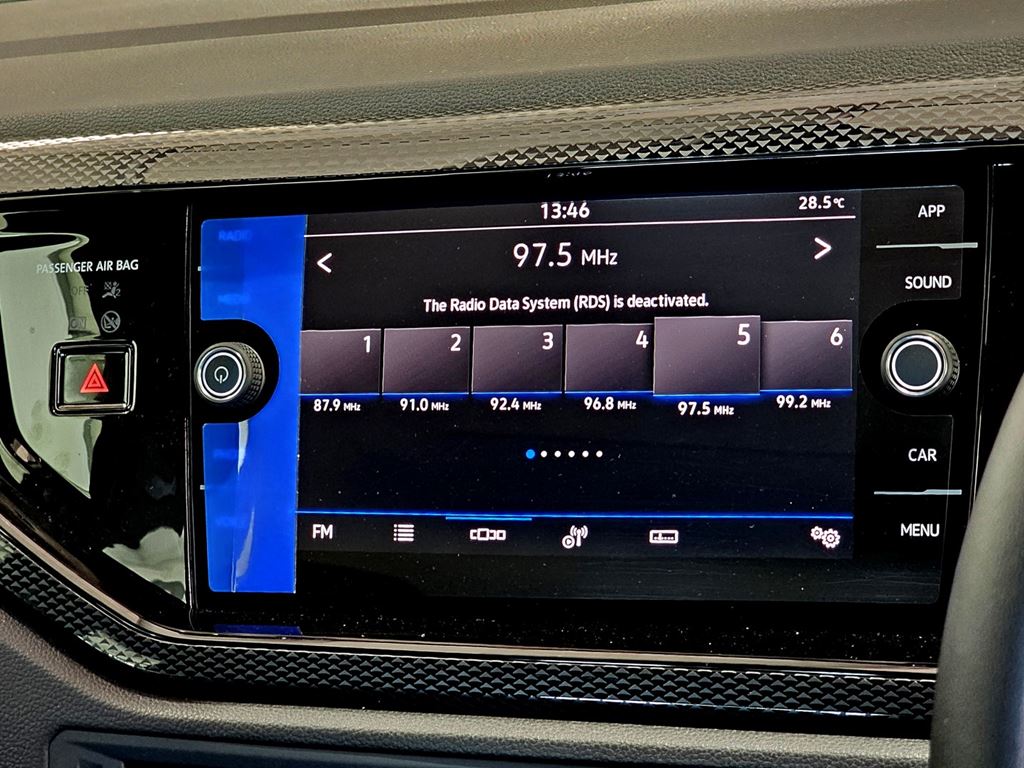 13:46
28.5℃
APP
RADIO
< 97.5 MHz >
PASSENGER AIR BAG
OFF
SOUND
The Radio Data System (RDS) is deactivated.
1 2 3 4 5 6
87.9 MHz 91.0 MHz 92.4 MHz 96.8 MHz 97.5 MHz 99.2 MHz
CAR
FM
MENU